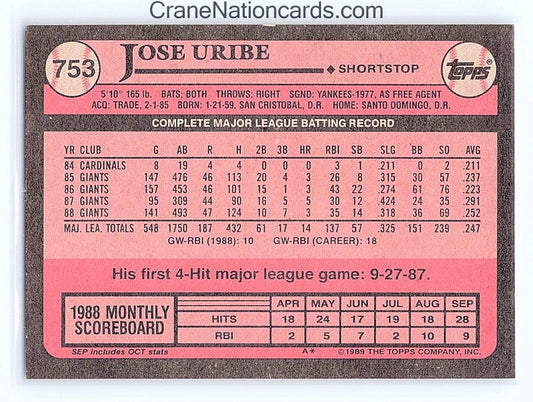 CraneNationcards.com
753
JOSE URIBE
◆ SHORTSTOP
TOPPS
5'10" 165 lb. BATS: BOTH THROWS: RIGHT SGND: YANKEES-1977, AS FREE AGENT
ACQ: TRADE, 2-1-85 BORN: 1-21-59, SAN CRISTOBAL, D.R. HOME: SANTO DOMINGO, D.R.
COMPLETE MAJOR LEAGUE BATTING RECORD
YR CLUB G AB R H 2B 3B HR RBI SB SLG BB SO AVG
84 CARDINALS 8 19 4 4 0 0 0 3 1 .211 0 2 .211
85 GIANTS 147 476 46 113 20 4 3 26 8 .315 30 57 .237
86 GIANTS 157 453 46 101 15 1 3 43 22 .280 61 76 .223
87 GIANTS 95 309 44 90 16 5 5 30 12 .424 24 35 .291
88 GIANTS 141 493 47 124 10 7 3 35 14 .318 36 69 .252
MAJ. LEA. TOTALS 548 1750 187 432 61 17 14 137 57 .325 151 239 .247
GW-RBI (1988): 10 GW-RBI (CAREER): 18
His first 4-Hit major league game: 9-27-87.
1988 MONTHLY SCOREBOARD
APR MAY JUN JUL AUG SEP
HITS 18 24 17 19 18 28
RBI 2 5 7 2 10 9
SEP Includes OCT stats
A* ©1989 THE TOPPS COMPANY, INC.